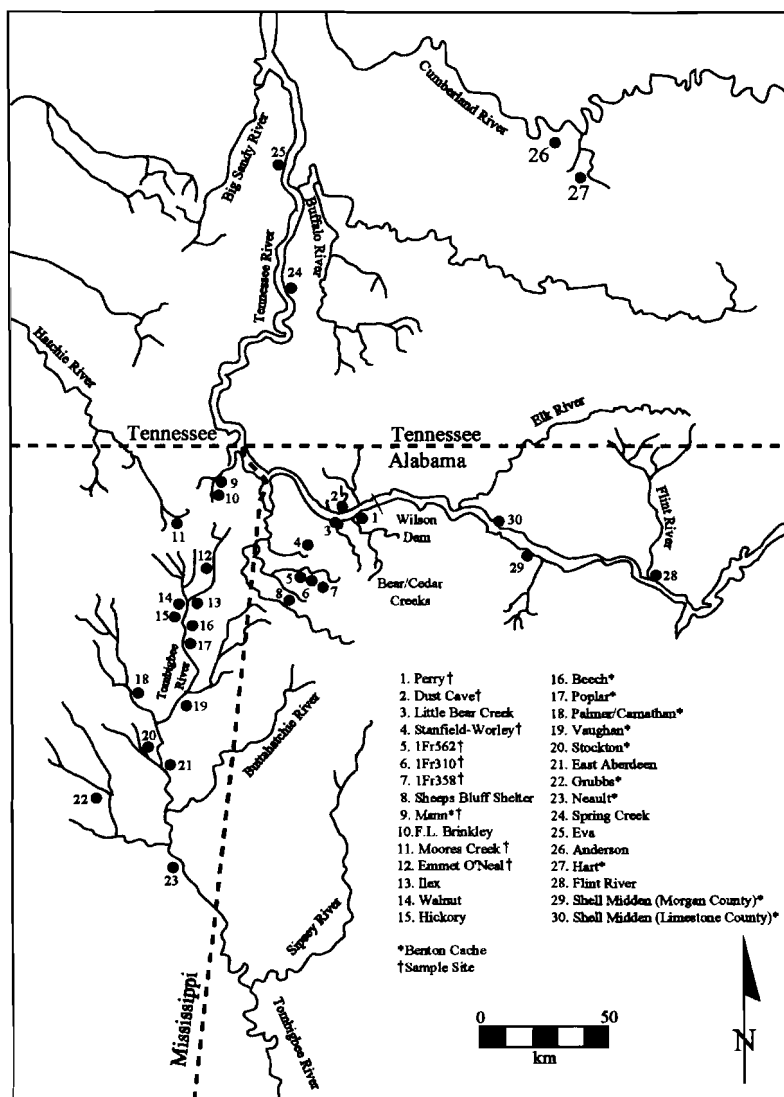 Cumberland River
26
27
25
Big Sandy River
Buffalo River
Tennessee River
24
Hatchie River
Tennessee
Tennessee
Alabama
Elk River
Flint River
9
10
11
2
3
1
Wilson
Dam
30
29
28
4
12
5
6
7
8
Bear/Cedar
Creeks
14
13
15
16
17
Tombigbee
River
18
19
20
21
22
Buttahatchie River
23
Sipsey River
Mississippi
Tombigbee
River
1. Perry†
2. Dust Cave†
3. Little Bear Creek
4. Stanfield-Worley†
5. 1Fr562†
6. 1Fr310†
7. 1Fr358†
8. Sheeps Bluff Shelter
9. Mann*†
10. F.L. Brinkley
11. Moores Creek †
12. Emmet O'Neal †
13. Ilex
14. Walnut
15. Hickory
16. Beech*
17. Poplar*
18. Palmer/Carnathan*
19. Vaughan*
20. Stockton*
21. East Aberdeen
22. Grubbs*
23. Neault*
24. Spring Creek
25. Eva
26. Anderson
27. Hart*
28. Flint River
29. Shell Midden (Morgan County)*
30. Shell Midden (Limestone County)*
*Benton Cache
†Sample Site
0 50
km
N